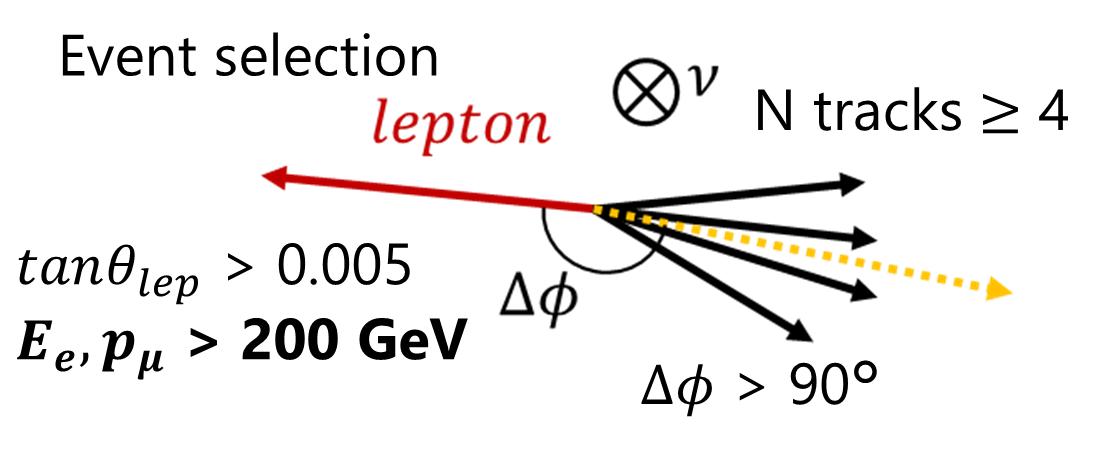 Event selection
ν
lepton
N tracks ≥ 4
tanθ_lep > 0.005
Δϕ
E_e, p_μ > 200 GeV
Δϕ > 90°